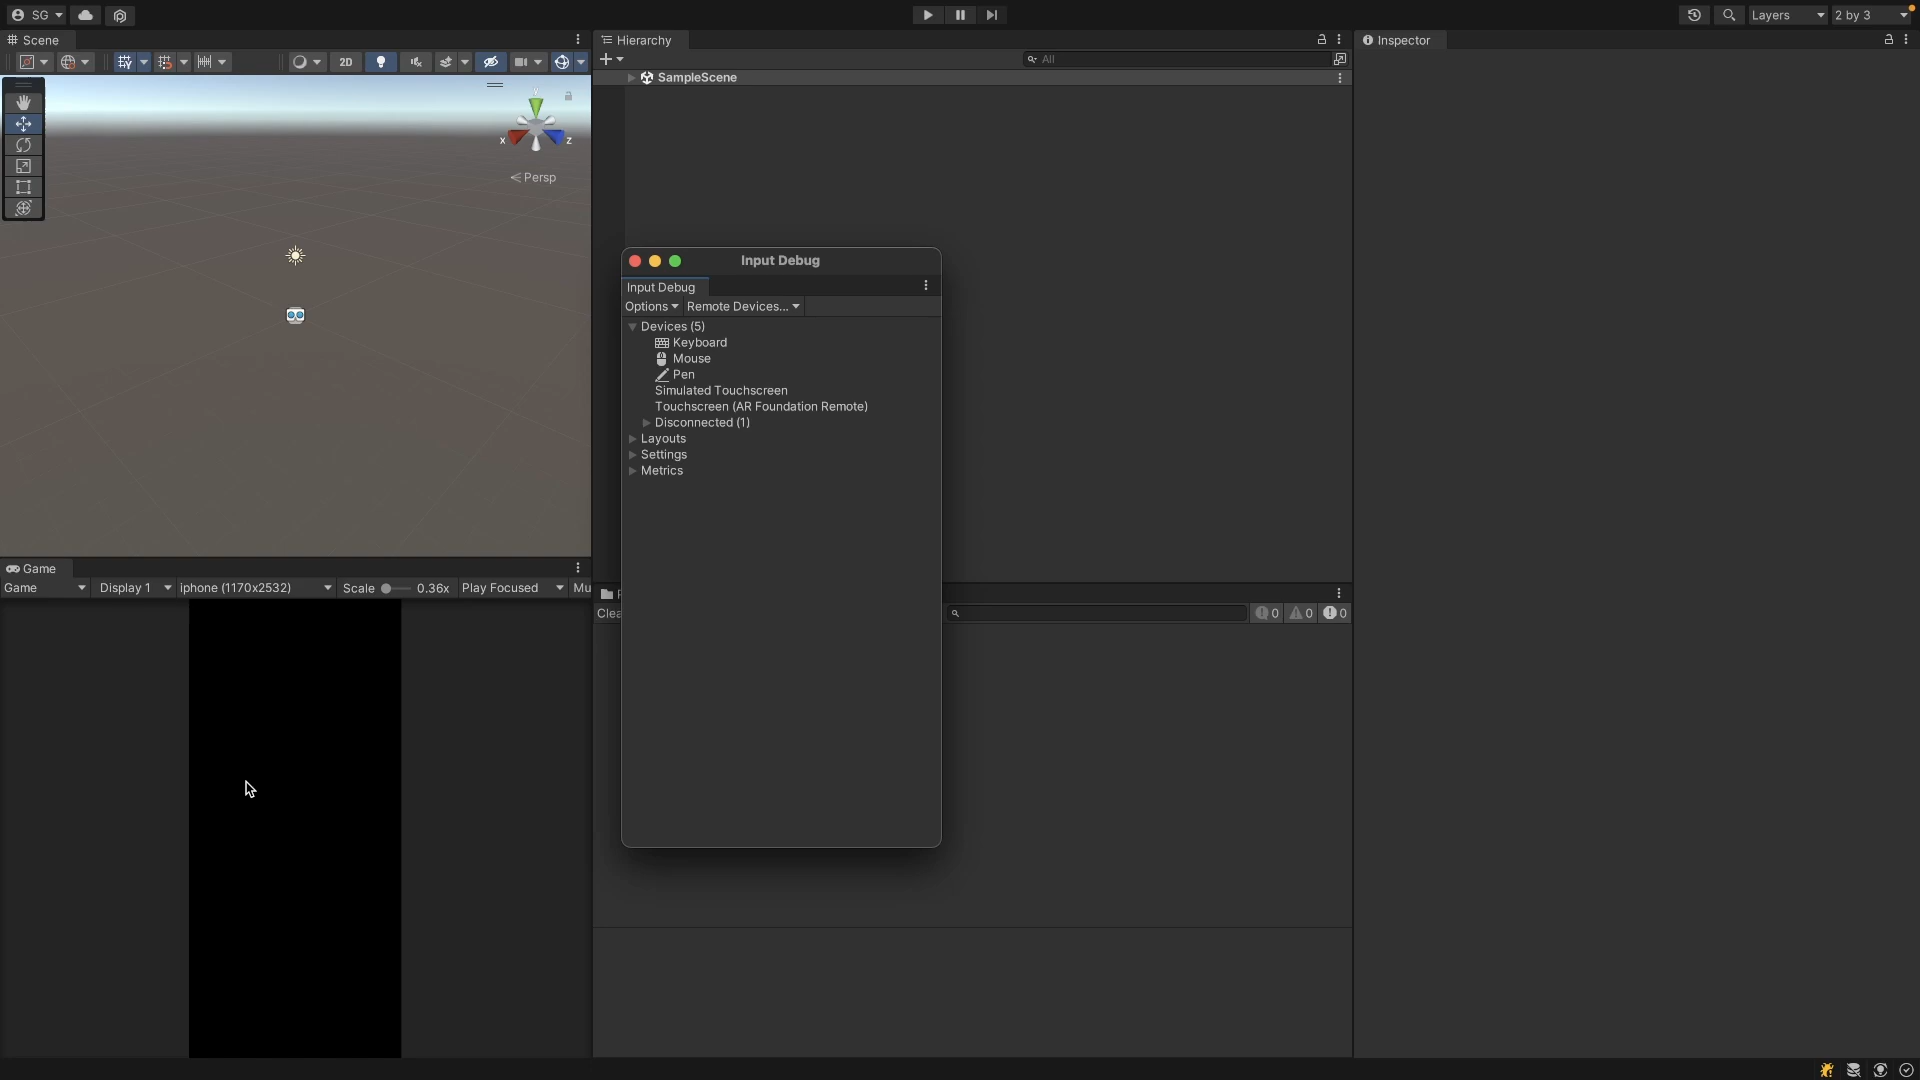 SG
Layers
2 by 3
Scene
2D
y
x
z
Persp
Hierarchy
All
SampleScene
Inspector
Input Debug
Input Debug
Options
Remote Devices...
Devices (5)
Keyboard
Mouse
Pen
Simulated Touchscreen
Touchscreen (AR Foundation Remote)
Disconnected (1)
Layouts
Settings
Metrics
Game
Game
Display 1
iphone (1170x2532)
Scale
0.36x
Play Focused
Mu
P
Clea
0
0
0